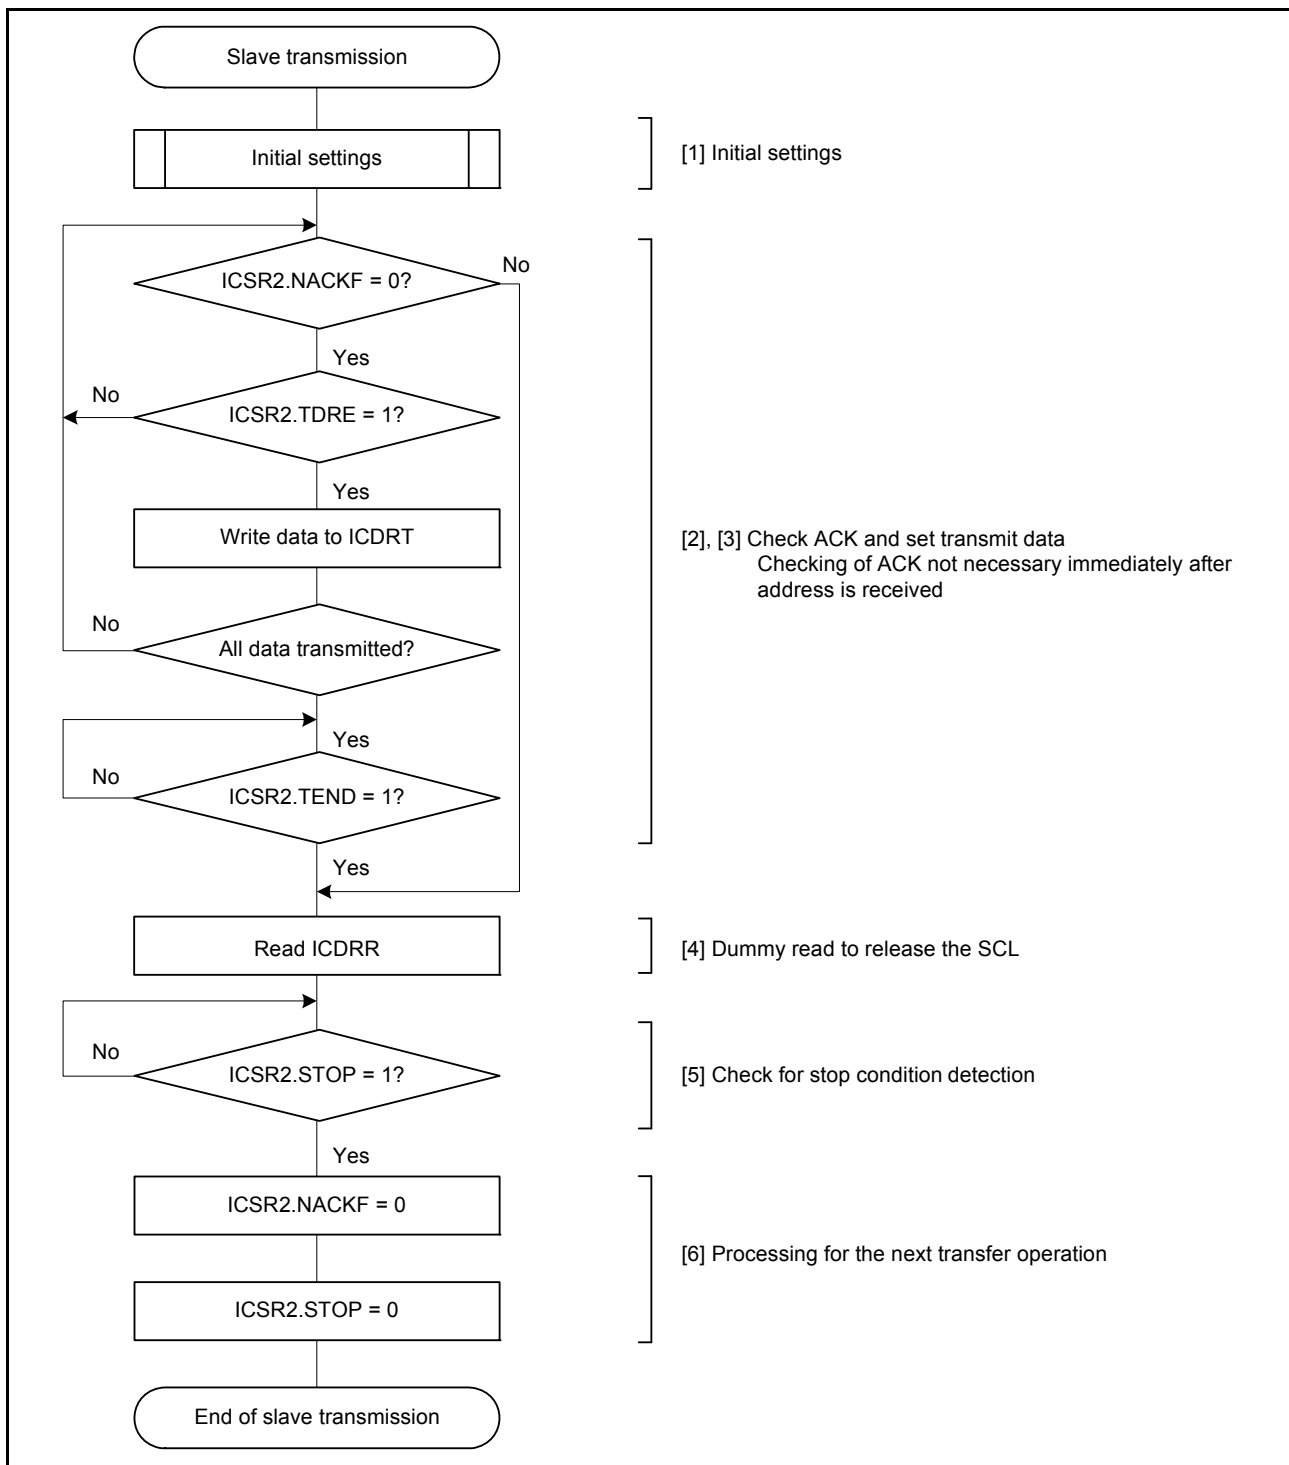 Slave transmission
Initial settings
[1] Initial settings
ICSR2.NACKF = 0?
No
Yes
No
ICSR2.TDRE = 1?
Yes
Write data to ICDRT
[2], [3] Check ACK and set transmit data
Checking of ACK not necessary immediately after
address is received
No
All data transmitted?
Yes
No
ICSR2.TEND = 1?
Yes
Read ICDRR
[4] Dummy read to release the SCL
No
ICSR2.STOP = 1?
[5] Check for stop condition detection
Yes
ICSR2.NACKF = 0
[6] Processing for the next transfer operation
ICSR2.STOP = 0
End of slave transmission